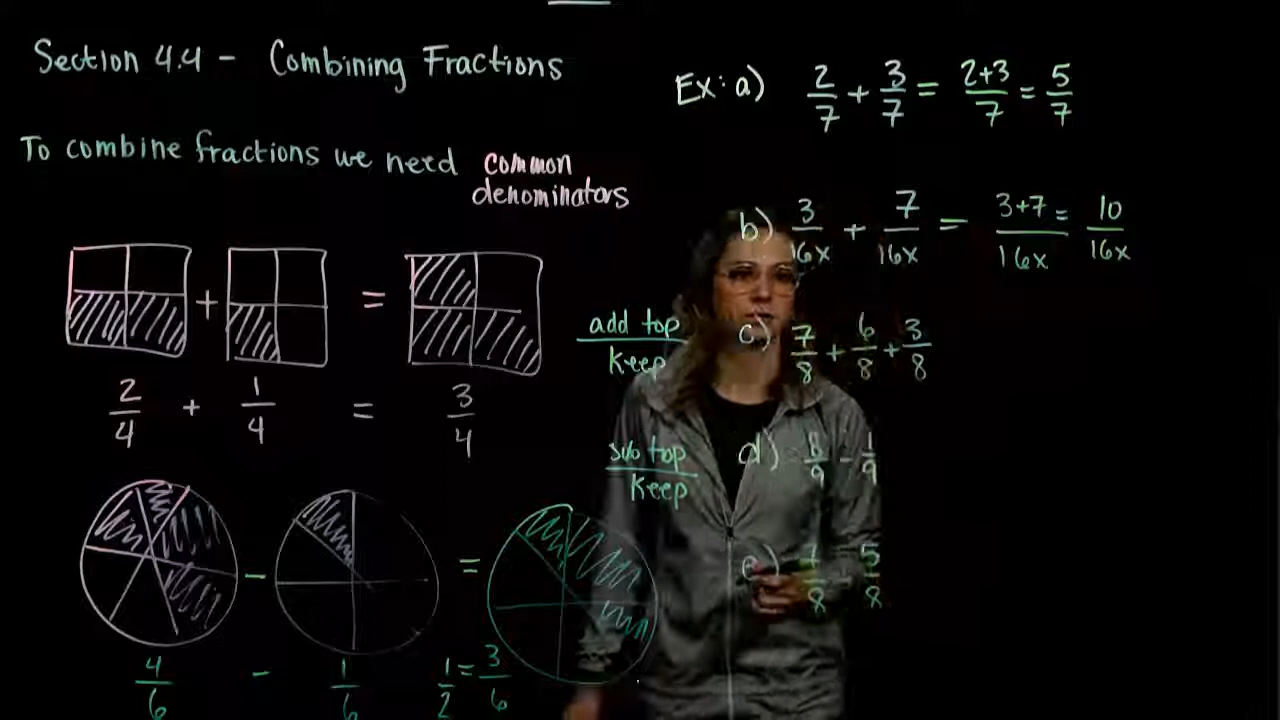 Section 4.4 - Combining Fractions
To combine fractions we need common
denominators
2/4 + 1/4 = 3/4
4/6 - 1/6 1/2 = 3/6
add top
Keep
sub top
Keep
Ex: a) 2/7 + 3/7 = 2+3/7 = 5/7
b) 3/16x + 7/16x = 3+7/16x = 10/16x
c) 7/8 + 6/8 + 3/8
d) 8/9 - 1/9
e) 7/8 5/8